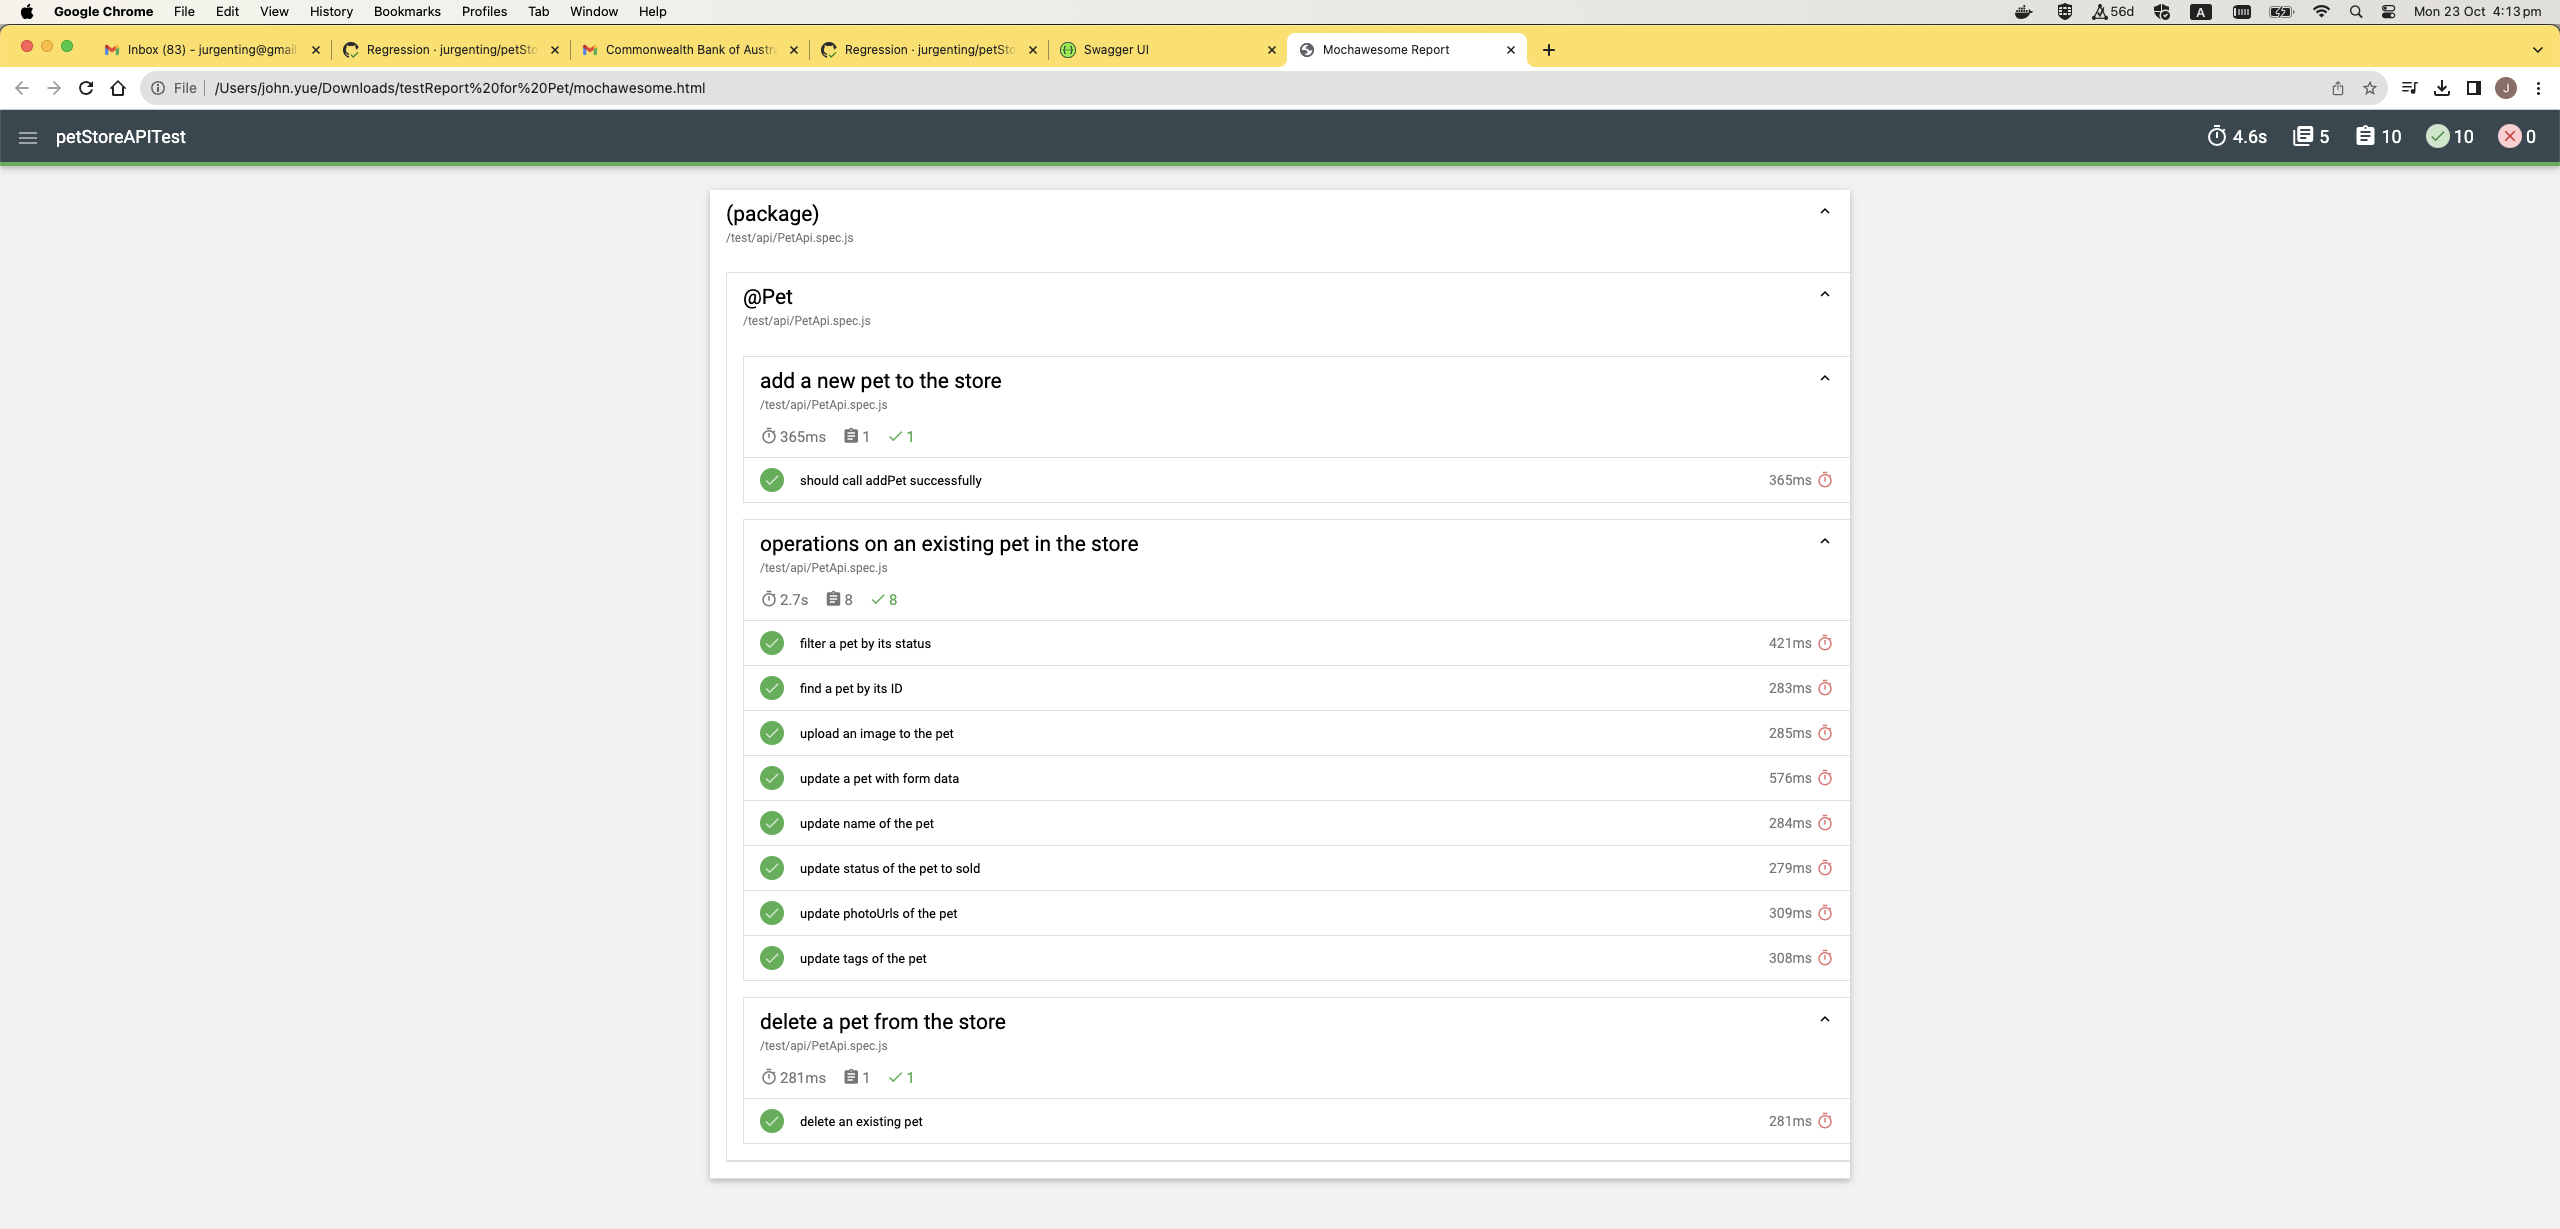 Google Chrome File Edit View History Bookmarks Profiles Tab Window Help 56d A Mon 23 Oct 4:13 pm
Inbox (83) - jurgenting@gmail Regression · jurgenting/petSto Commonwealth Bank of Austra Regression · jurgenting/petSto Swagger UI Mochawesome Report
File /Users/john.yue/Downloads/testReport%20for%20Pet/mochawesome.html J
petStoreAPITest 4.6s 5 10 10 0
(package)
/test/api/PetApi.spec.js
@Pet
/test/api/PetApi.spec.js
add a new pet to the store
/test/api/PetApi.spec.js
365ms 1 1
should call addPet successfully 365ms
operations on an existing pet in the store
/test/api/PetApi.spec.js
2.7s 8 8
filter a pet by its status 421ms
find a pet by its ID 283ms
upload an image to the pet 285ms
update a pet with form data 576ms
update name of the pet 284ms
update status of the pet to sold 279ms
update photoUrls of the pet 309ms
update tags of the pet 308ms
delete a pet from the store
/test/api/PetApi.spec.js
281ms 1 1
delete an existing pet 281ms